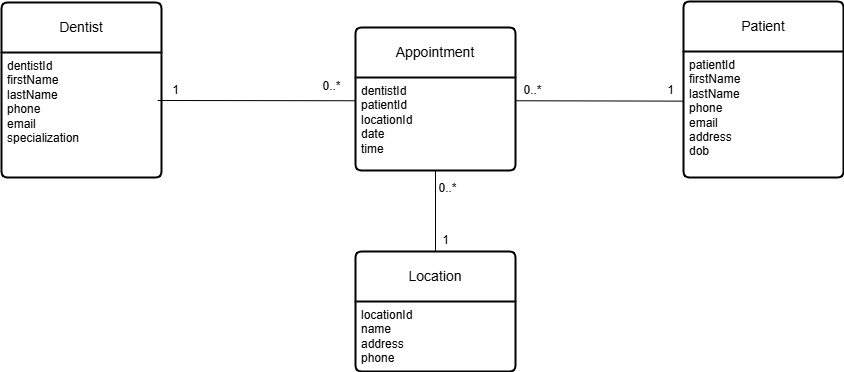 Dentist
dentistId
firstName
lastName
phone
email
specialization
1
0..*
Appointment
dentistId
patientId
locationId
date
time
0..*
1
Patient
patientId
firstName
lastName
phone
email
address
dob
0..*
1
Location
locationId
name
address
phone